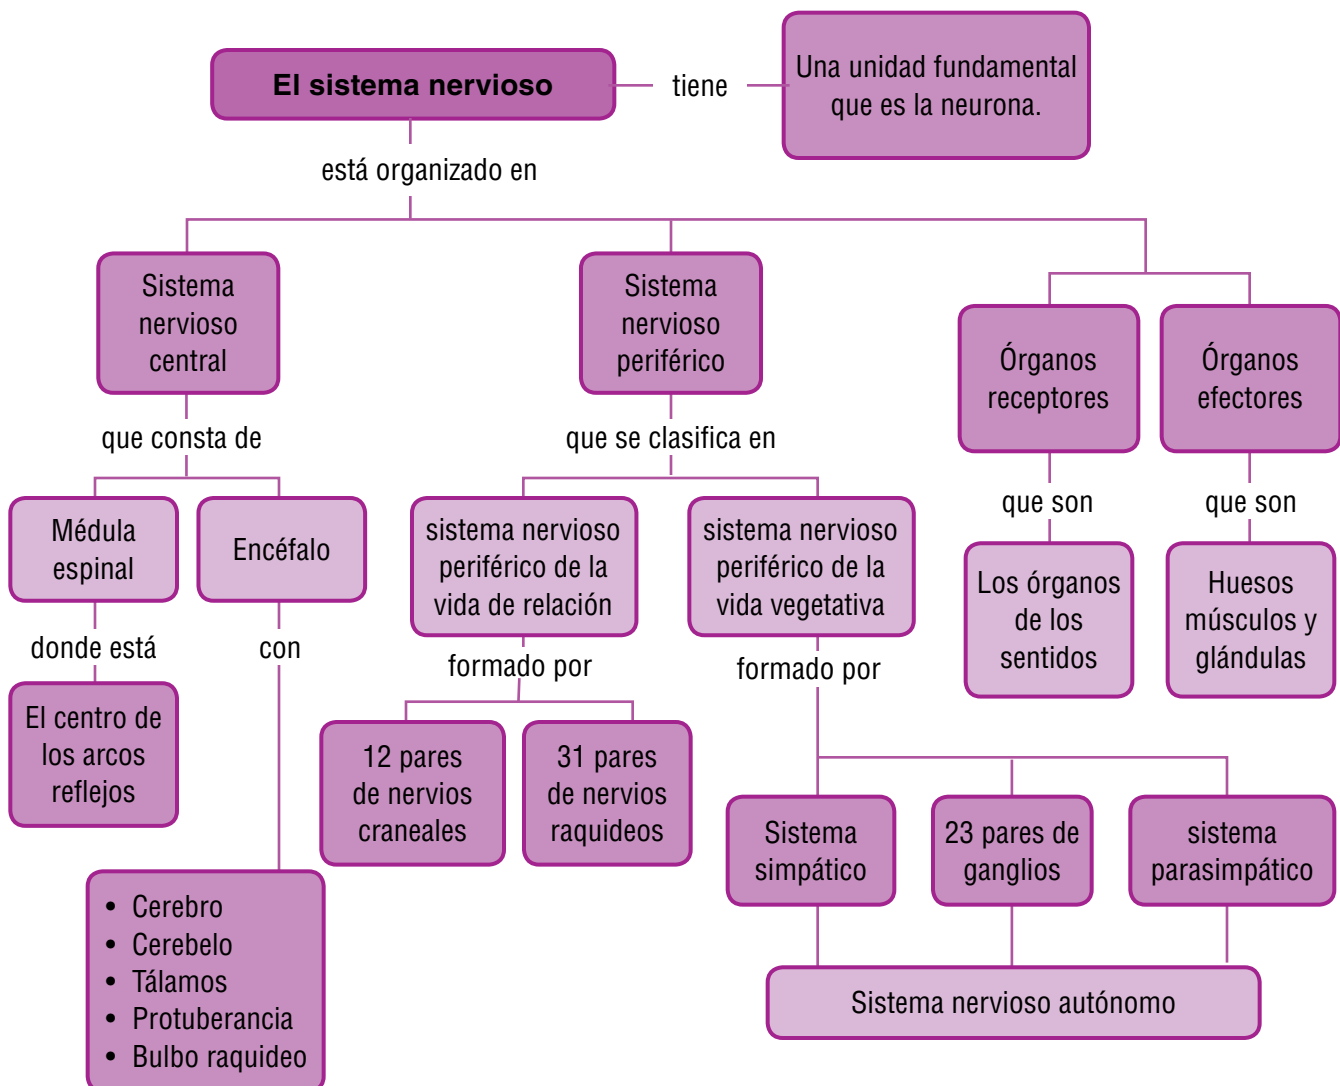 El sistema nervioso
tiene
Una unidad fundamental
que es la neurona.
está organizado en
Sistema
nervioso
central
Sistema
nervioso
periférico
Órganos
receptores
Órganos
efectores
que consta de
que se clasifica en
que son
que son
Médula
espinal
Encéfalo
sistema nervioso
periférico de la
vida de relación
sistema nervioso
periférico de la
vida vegetativa
Los órganos
de los
sentidos
Huesos
músculos y
glándulas
donde está
con
formado por
formado por
El centro de
los arcos
reflejos
12 pares
de nervios
craneales
31 pares
de nervios
raquideos
Sistema
simpático
23 pares de
ganglios
sistema
parasimpático
• Cerebro
• Cerebelo
• Tálamos
• Protuberancia
• Bulbo raquideo
Sistema nervioso autónomo